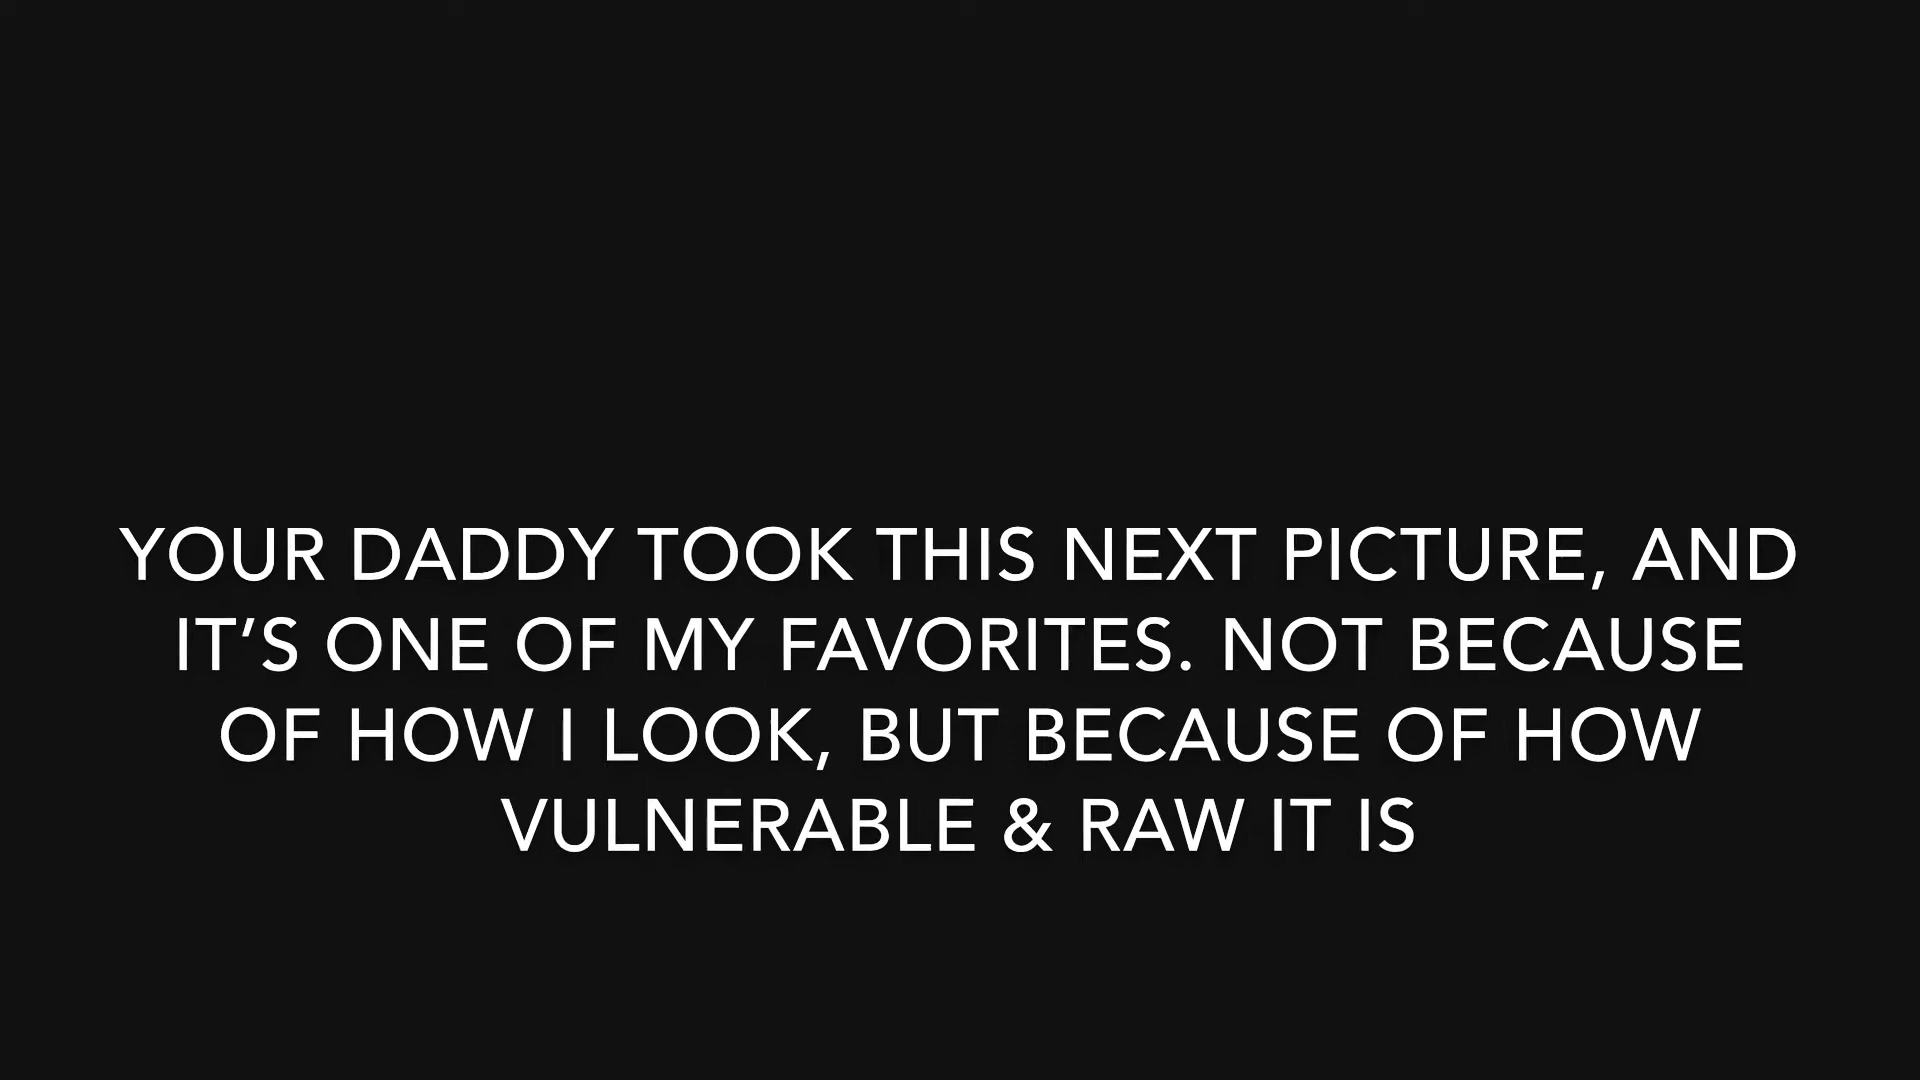 YOUR DADDY TOOK THIS NEXT PICTURE, AND
IT’S ONE OF MY FAVORITES. NOT BECAUSE
OF HOW I LOOK, BUT BECAUSE OF HOW
VULNERABLE & RAW IT IS